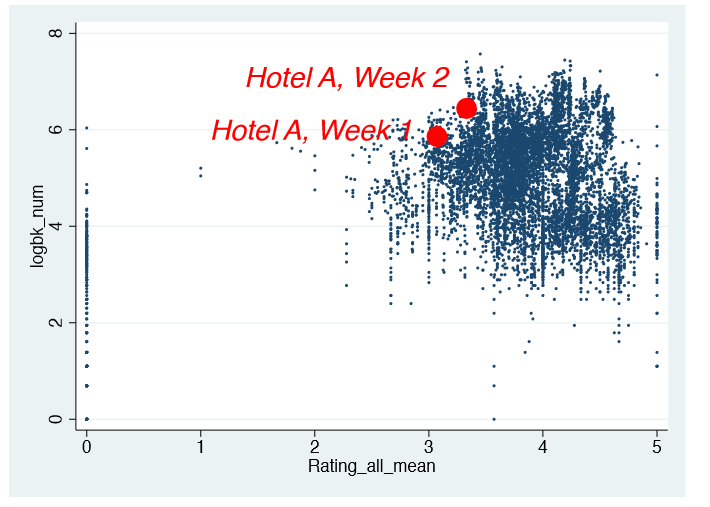 8
Hotel A, Week 2
Hotel A, Week 1
6
4
2
0
logbk_num
0 1 2 3 4 5
Rating_all_mean